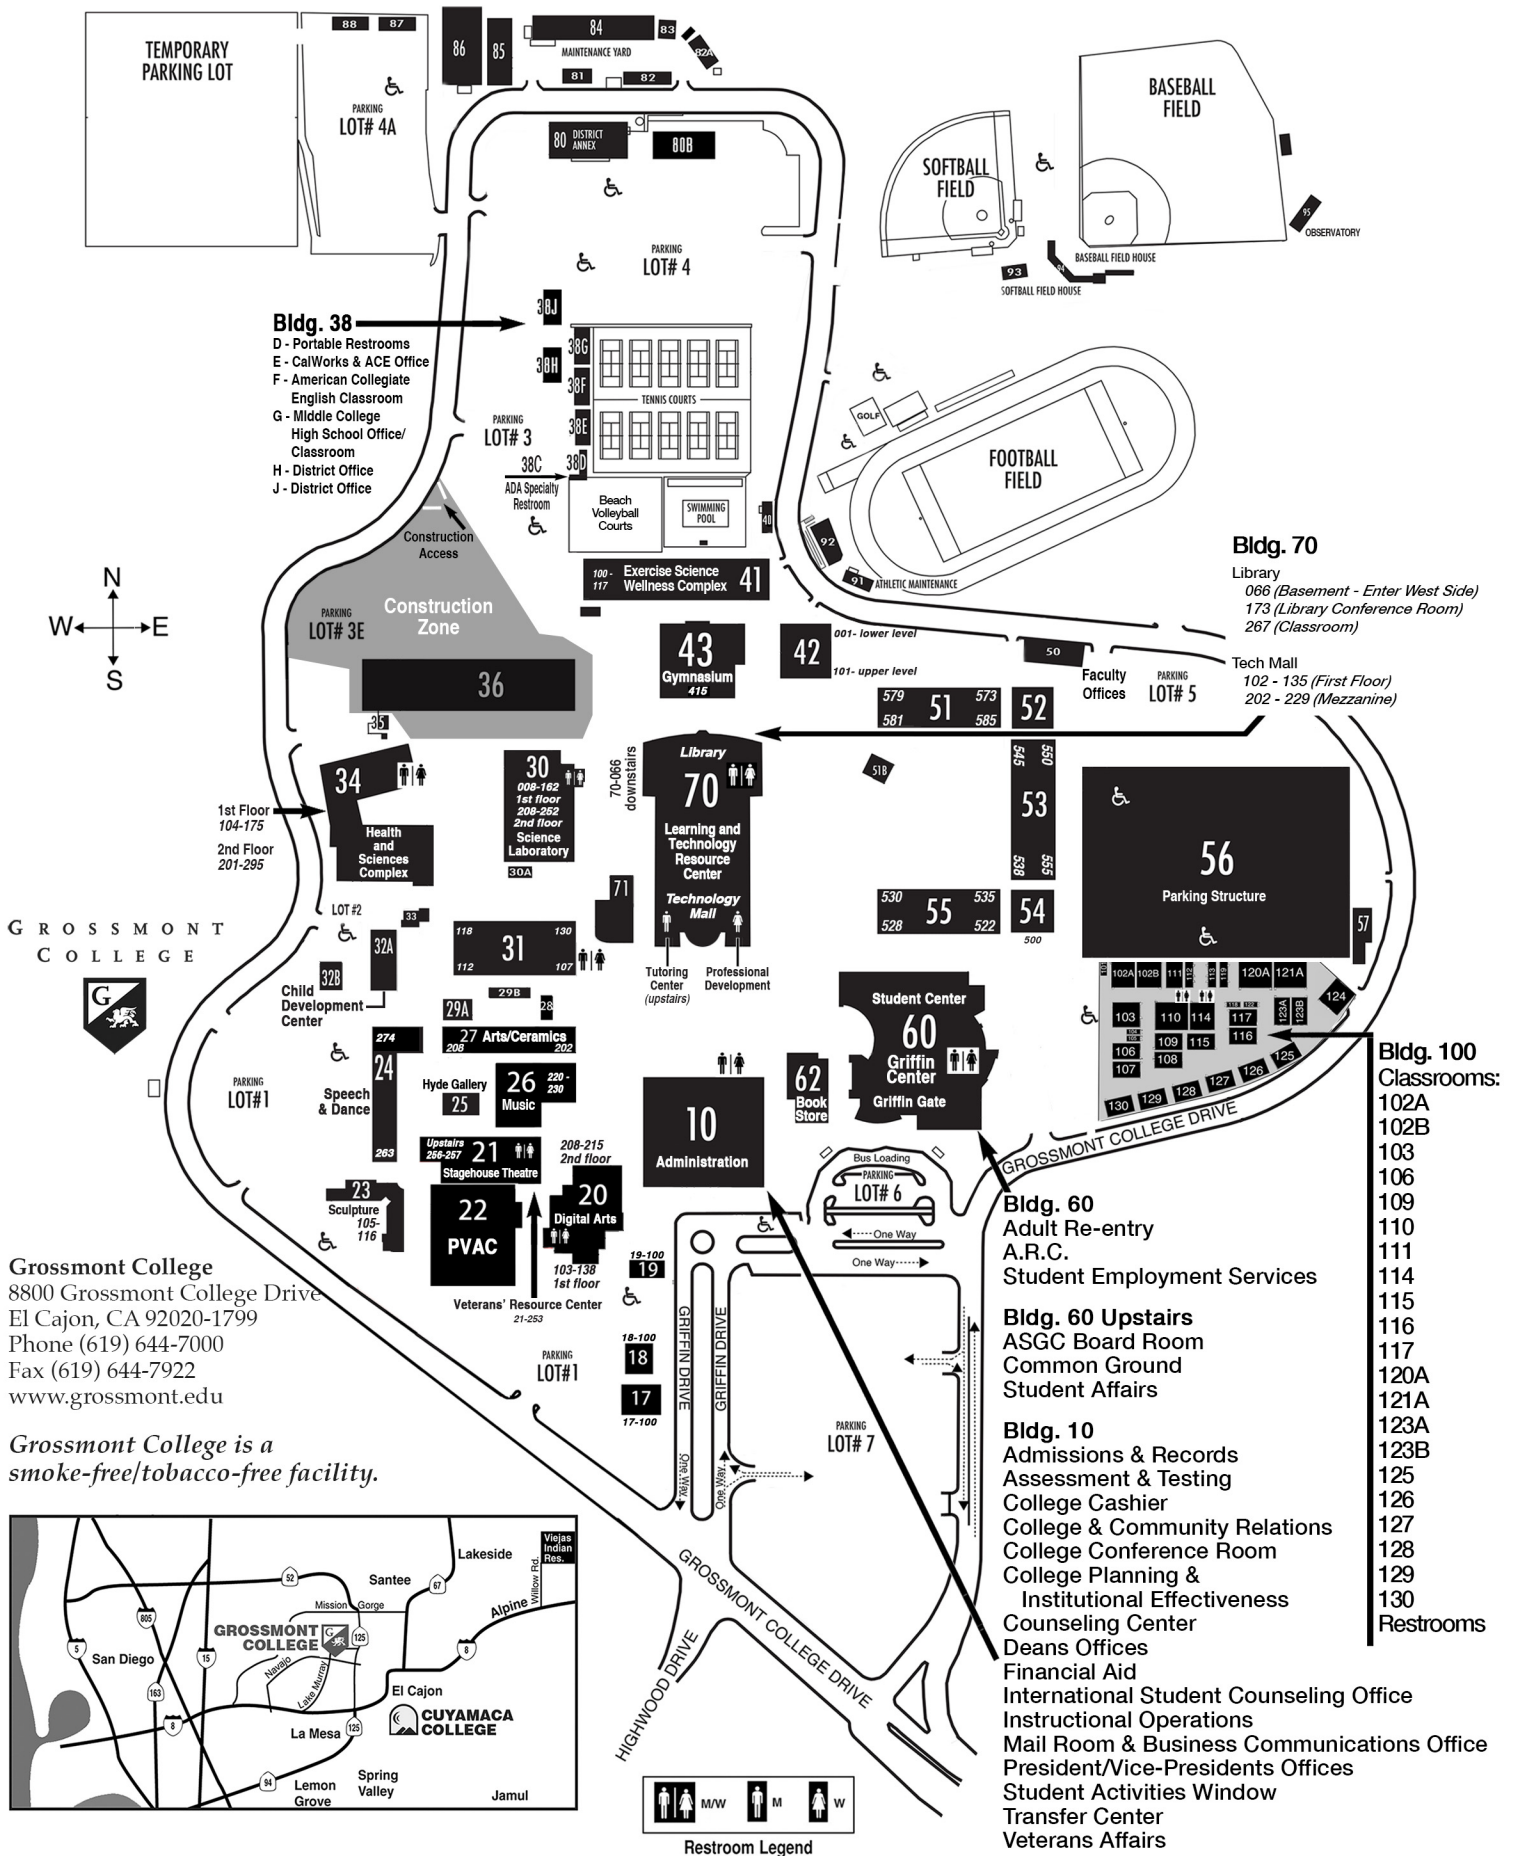 TEMPORARY
PARKING LOT
88
87
PARKING
LOT# 4A
86
85
84
83
82A
MAINTENANCE YARD
81
82
80 DISTRICT
ANNEX
80B
PARKING
LOT# 4
SOFTBALL
FIELD
BASEBALL
FIELD
95
OBSERVATORY
BASEBALL FIELD HOUSE
93
SOFTBALL FIELD HOUSE
Bldg. 38
D - Portable Restrooms
E - CalWorks & ACE Office
F - American Collegiate
English Classroom
G - MIddle College
High School Office/
Classroom
H - District Office
J - District Office
38J
38H
38G
38F
38E
38D
TENNIS COURTS
PARKING
LOT# 3
38C
ADA Specialty
Restroom
Beach
Volleyball
Courts
SWIMMING
POOL
40
GOLF
FOOTBALL
FIELD
92
91
ATHLETIC MAINTENANCE
Construction
Access
Construction
Zone
PARKING
LOT# 3E
N
W
E
S
100 -
117
Exercise Science
Wellness Complex
41
43
Gymnasium
415
42
001- lower level
101- upper level
50
Faculty
Offices
PARKING
LOT# 5
Bldg. 70
Library
066 (Basement - Enter West Side)
173 (Library Conference Room)
267 (Classroom)
Tech Mall
102 - 135 (First Floor)
202 - 229 (Mezzanine)
36
35
579
573
51
581
585
52
51B
545
550
53
538
555
530
535
55
528
522
54
500
56
Parking Structure
57
34
Health
and
Sciences
Complex
1st Floor
104-175
2nd Floor
201-295
30
008-162
1st floor
208-252
2nd floor
Science
Laboratory
30A
70-066
downstairs
Library
70
Learning and
Technology
Resource
Center
Technology
Mall
71
Tutoring
Center
(upstairs)
Professional
Development
LOT #2
33
32A
32B
Child
Development
Center
118
130
31
112
107
29B
29A
28
27 Arts/Ceramics
208
202
274
24
263
Speech
& Dance
Hyde Gallery
25
26
Music
220 -
230
Upstairs
256-257
21
Stagehouse Theatre
22
PVAC
23
Sculpture
105-
116
208-215
2nd floor
20
Digital Arts
103-138
1st floor
Veterans' Resource Center
21-253
19-100
19
18-100
18
17
17-100
10
Administration
62
Book
Store
Student Center
60
Griffin
Center
Griffin Gate
GROSSMONT
COLLEGE
G
PARKING
LOT#1
PARKING
LOT#1
Bus Loading
PARKING
LOT# 6
One Way
One Way
GRIFFIN DRIVE
GRIFFIN DRIVE
One Way
One Way
PARKING
LOT# 7
101
102A
102B
111
112
113
119
120A
121A
124
103
110
114
118
122
117
123A
123B
104
105
109
115
116
106
108
107
125
126
127
128
129
130
GROSSMONT COLLEGE DRIVE
Bldg. 100
Classrooms:
102A
102B
103
106
109
110
111
114
115
116
117
120A
121A
123A
123B
125
126
127
128
129
130
Restrooms
Bldg. 60
Adult Re-entry
A.R.C.
Student Employment Services
Bldg. 60 Upstairs
ASGC Board Room
Common Ground
Student Affairs
Bldg. 10
Admissions & Records
Assessment & Testing
College Cashier
College & Community Relations
College Conference Room
College Planning &
Institutional Effectiveness
Counseling Center
Deans Offices
Financial Aid
International Student Counseling Office
Instructional Operations
Mail Room & Business Communications Office
President/Vice-Presidents Offices
Student Activities Window
Transfer Center
Veterans Affairs
Grossmont College
8800 Grossmont College Drive
El Cajon, CA 92020-1799
Phone (619) 644-7000
Fax (619) 644-7922
www.grossmont.edu
Grossmont College is a
smoke-free/tobacco-free facility.
GROSSMONT COLLEGE DRIVE
HIGHWOOD DRIVE
Lakeside
Viejas
Indian
Res.
Willow Rd.
52
Santee
67
Alpine
805
Mission Gorge
GROSSMONT
COLLEGE
125
5
San Diego
15
Navajo
Lake Murray
8
163
El Cajon
8
CUYAMACA
COLLEGE
La Mesa
125
94
Lemon
Grove
Spring
Valley
Jamul
M/W
M
W
Restroom Legend